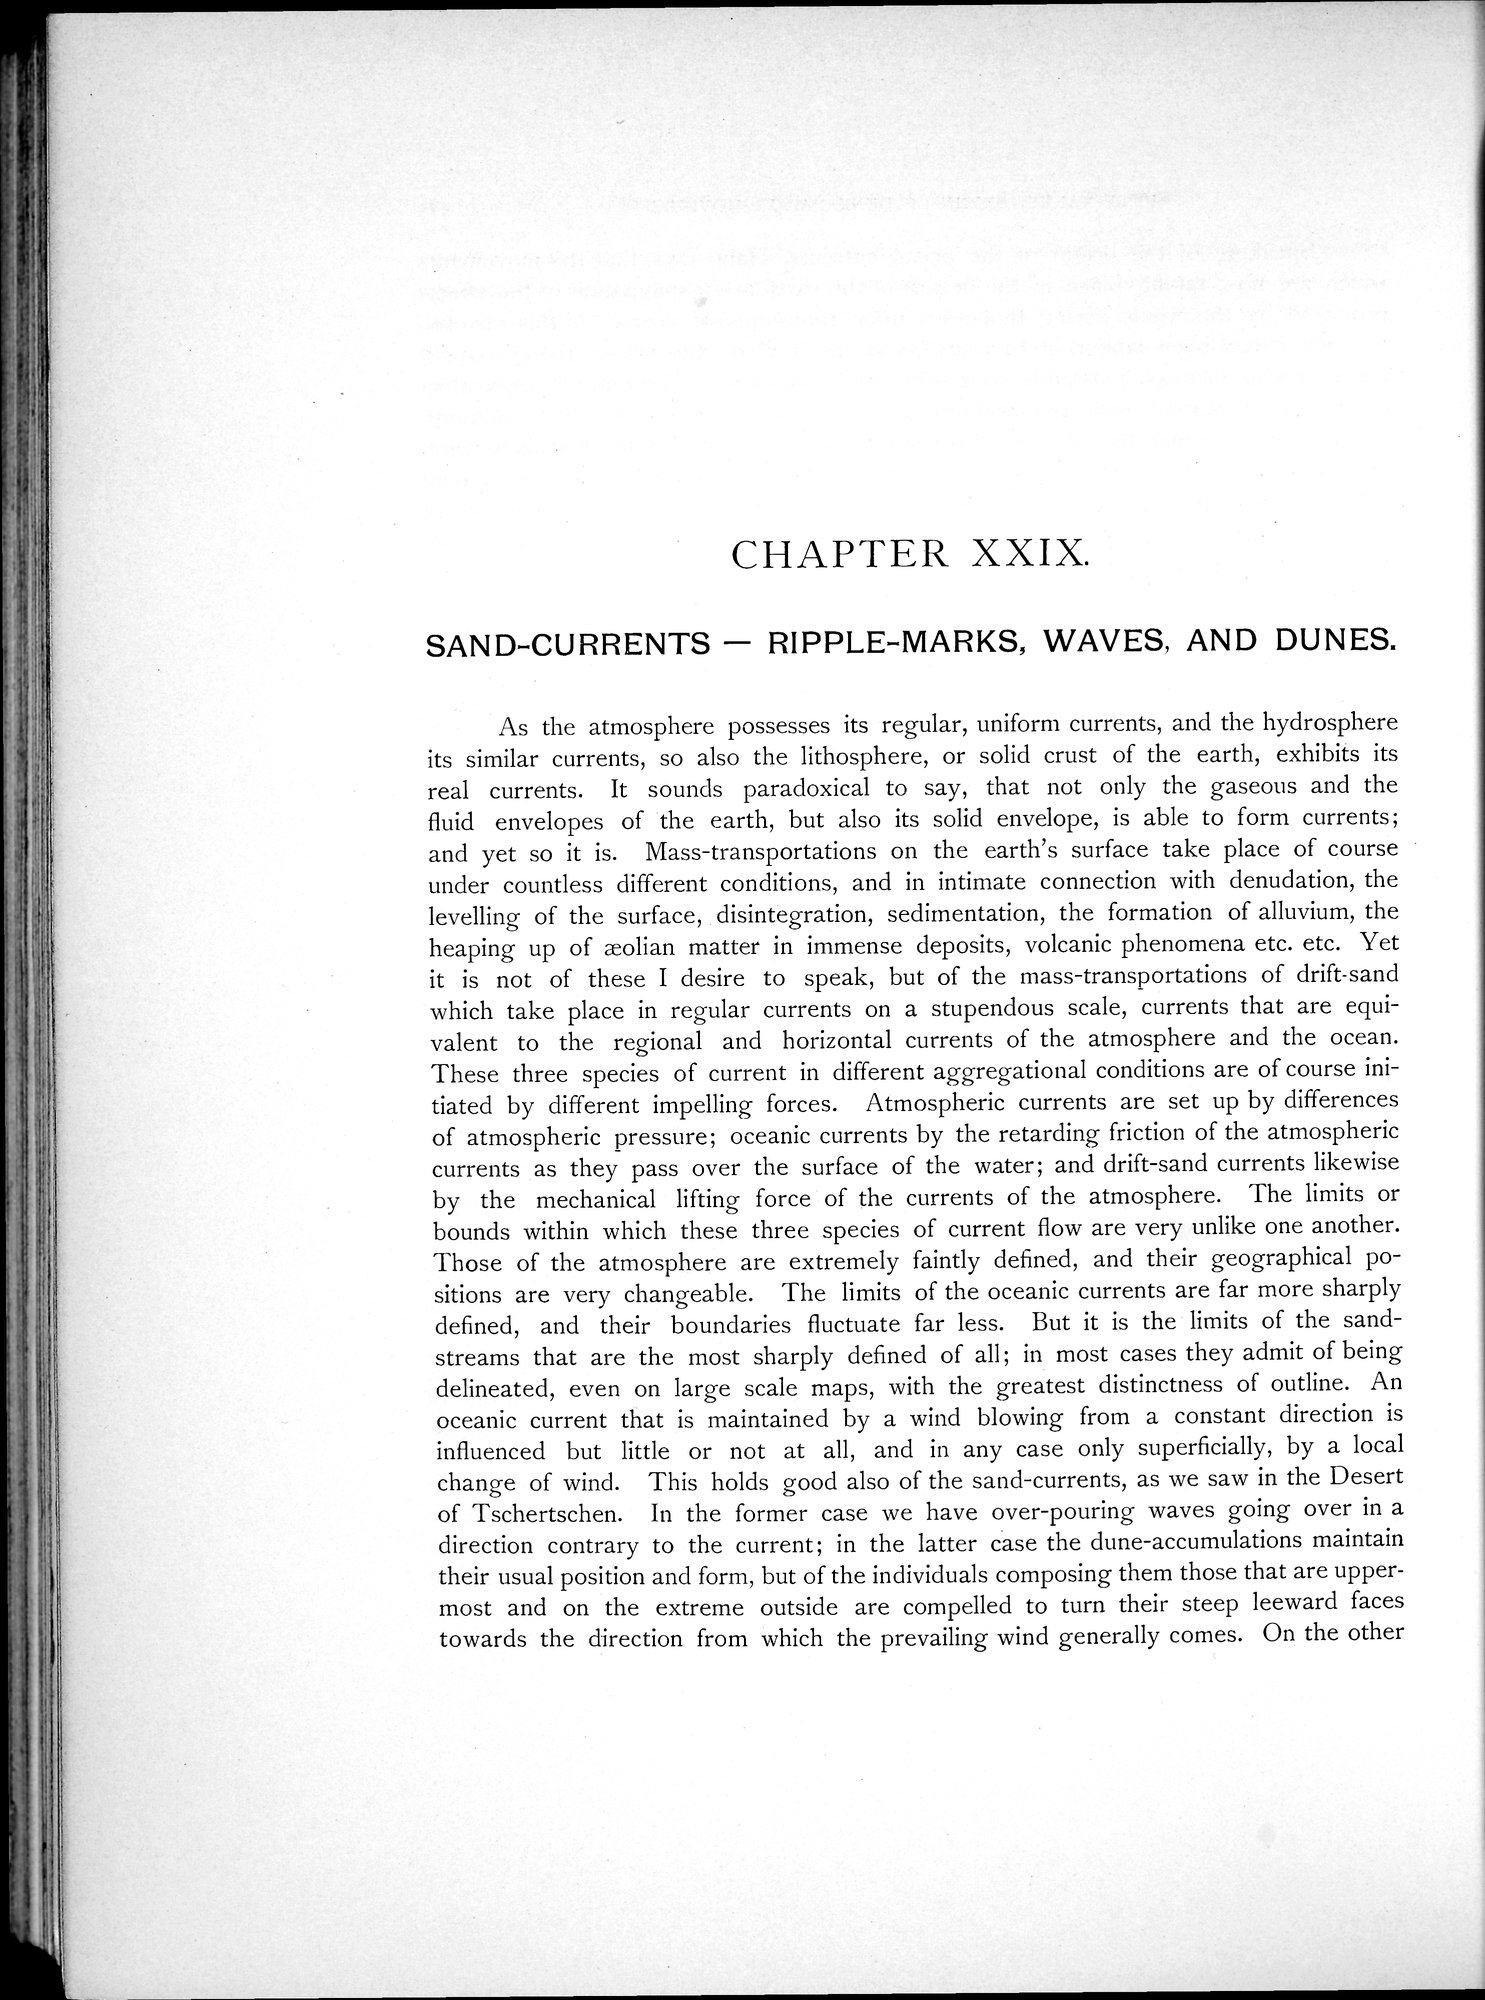 CHAPTER XXIX.
SAND-CURRENTS — RIPPLE-MARKS, WAVES, AND DUNES.
As the atmosphere possesses its regular, uniform currents, and the hydrosphere
its similar currents, so also the lithosphere, or solid crust of the earth, exhibits its
real currents. It sounds paradoxical to say, that not only the gaseous and the
fluid envelopes of the earth, but also its solid envelope, is able to form currents;
and yet so it is. Mass-transportations on the earth's surface take place of course
under countless different conditions, and in intimate connection with denudation, the
levelling of the surface, disintegration, sedimentation, the formation of alluvium, the
heaping up of æolian matter in immense deposits, volcanic phenomena etc. etc. Yet
it is not of these I desire to speak, but of the mass-transportations of drift-sand
which take place in regular currents on a stupendous scale, currents that are equi-
valent to the regional and horizontal currents of the atmosphere and the ocean.
These three species of current in different aggregational conditions are of course ini-
tiated by different impelling forces. Atmospheric currents are set up by differences
of atmospheric pressure; oceanic currents by the retarding friction of the atmospheric
currents as they pass over the surface of the water; and drift-sand currents likewise
by the mechanical lifting force of the currents of the atmosphere. The limits or
bounds within which these three species of current flow are very unlike one another.
Those of the atmosphere are extremely faintly defined, and their geographical po-
sitions are very changeable. The limits of the oceanic currents are far more sharply
defined, and their boundaries fluctuate far less. But it is the limits of the sand-
streams that are the most sharply defined of all; in most cases they admit of being
delineated, even on large scale maps, with the greatest distinctness of outline. An
oceanic current that is maintained by a wind blowing from a constant direction is
influenced but little or not at all, and in any case only superficially, by a local
change of wind. This holds good also of the sand-currents, as we saw in the Desert
of Tschertschen. In the former case we have over-pouring waves going over in a
direction contrary to the current; in the latter case the dune-accumulations maintain
their usual position and form, but of the individuals composing them those that are upper-
most and on the extreme outside are compelled to turn their steep leeward faces
towards the direction from which the prevailing wind generally comes. On the other